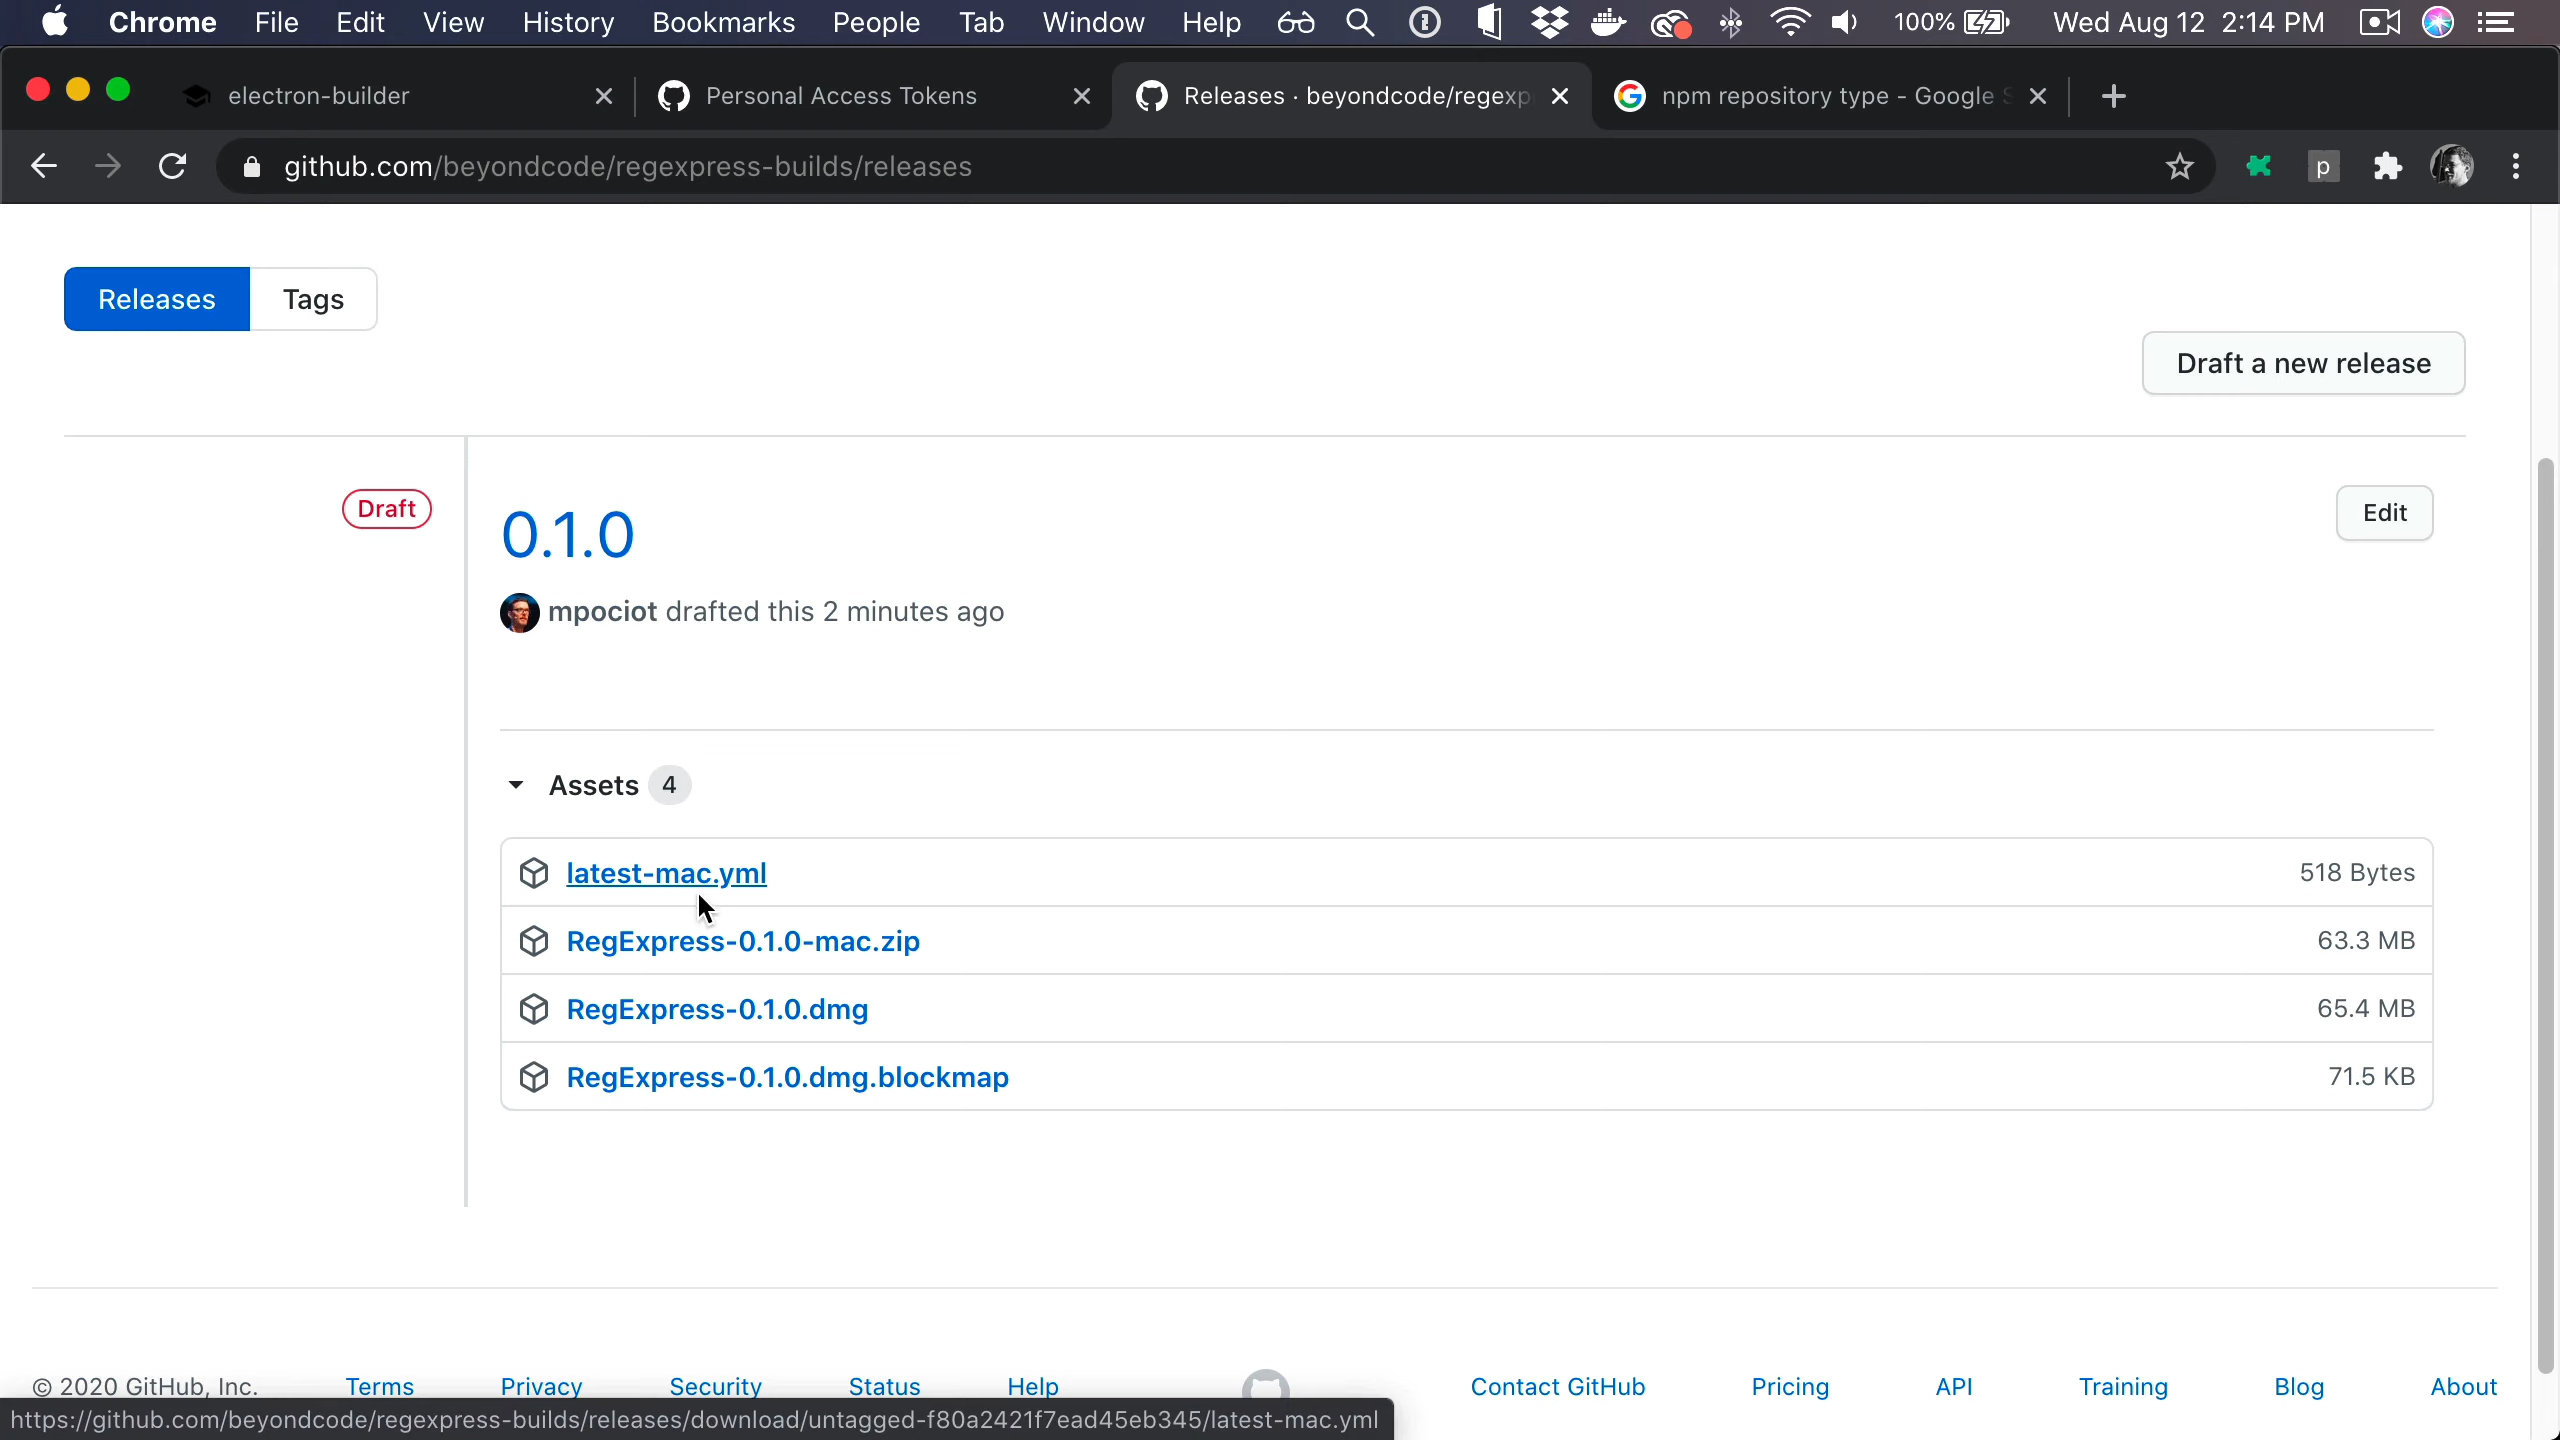 Chrome File Edit View History Bookmarks People Tab Window Help 100% Wed Aug 12 2:14 PM
electron-builder Personal Access Tokens Releases · beyondcode/regexp npm repository type - Google S
github.com/beyondcode/regexpress-builds/releases
p
Releases Tags
Draft a new release
Draft
0.1.0
Edit
mpociot drafted this 2 minutes ago
Assets 4
latest-mac.yml 518 Bytes
RegExpress-0.1.0-mac.zip 63.3 MB
RegExpress-0.1.0.dmg 65.4 MB
RegExpress-0.1.0.dmg.blockmap 71.5 KB
© 2020 GitHub, Inc. Terms Privacy Security Status Help Contact GitHub Pricing API Training Blog About
https://github.com/beyondcode/regexpress-builds/releases/download/untagged-f80a2421f7ead45eb345/latest-mac.yml